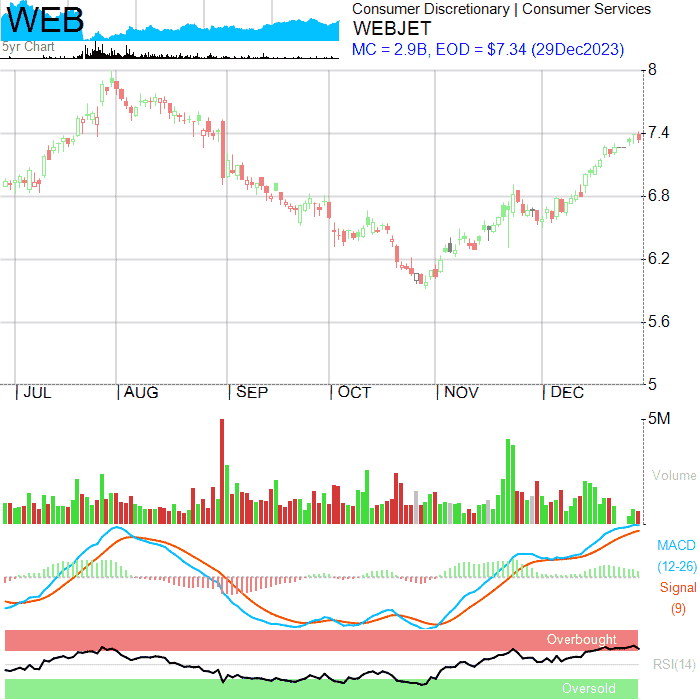 WEB
5yr Chart
Consumer Discretionary | Consumer Services
WEBJET
MC = 2.9B, EOD = $7.34 (29Dec2023)
8
7.4
6.8
6.2
5.6
5
JUL AUG SEP OCT NOV DEC
5M
Volume
MACD
(12-26)
Signal
(9)
Overbought
RSI(14)
Oversold